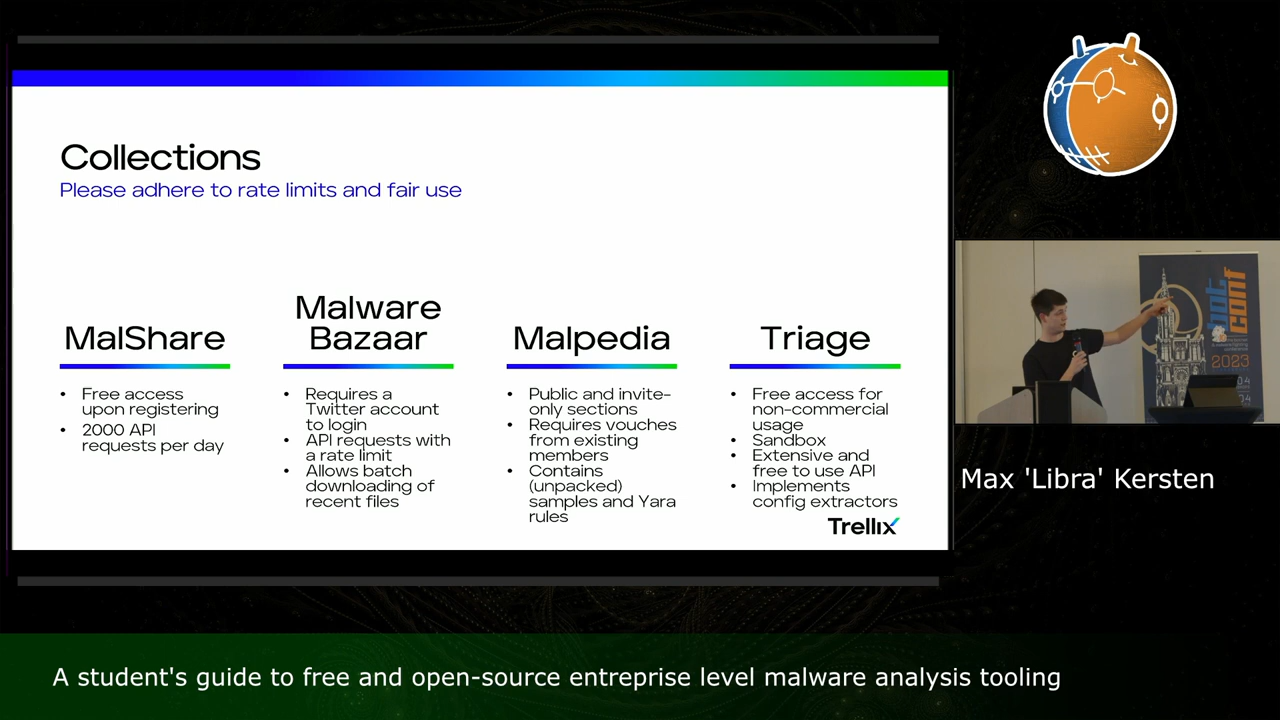 Collections
Please adhere to rate limits and fair use
MalShare
• Free access
upon registering
• 2000 API
requests per day
Malware
Bazaar
• Requires a
Twitter account
to login
• API requests with
a rate limit
• Allows batch
downloading of
recent files
Malpedia
• Public and invite-
only sections
• Requires vouches
from existing
members
• Contains
(unpacked)
samples and Yara
rules
Triage
• Free access for
non-commercial
usage
• Sandbox
• Extensive and
free to use API
• Implements
config extractors
Trellix
conf
2023
Max 'Libra' Kersten
A student's guide to free and open-source entreprise level malware analysis tooling